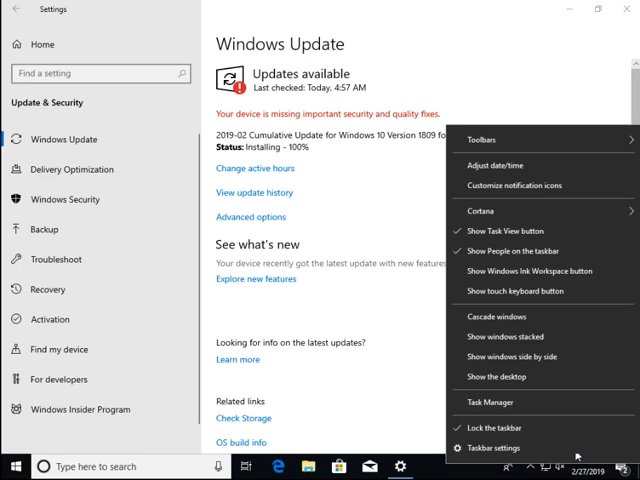 Settings
Home
Find a setting
Update & Security
Windows Update
Delivery Optimization
Windows Security
Backup
Troubleshoot
Recovery
Activation
Find my device
For developers
Windows Insider Program
Windows Update
Updates available
Last checked: Today, 4:57 AM
Your device is missing important security and quality fixes.
2019-02 Cumulative Update for Windows 10 Version 1809 fo
Status: Installing - 100%
Change active hours
View update history
Advanced options
See what's new
Your device recently got the latest update with new features
Explore new features
Looking for info on the latest updates?
Learn more
Related links
Check Storage
OS build info
Toolbars
Adjust date/time
Customize notification icons
Cortana
Show Task View button
Show People on the taskbar
Show Windows Ink Workspace button
Show touch keyboard button
Cascade windows
Show windows stacked
Show windows side by side
Show the desktop
Task Manager
Lock the taskbar
Taskbar settings
Type here to search
2/27/2019
2